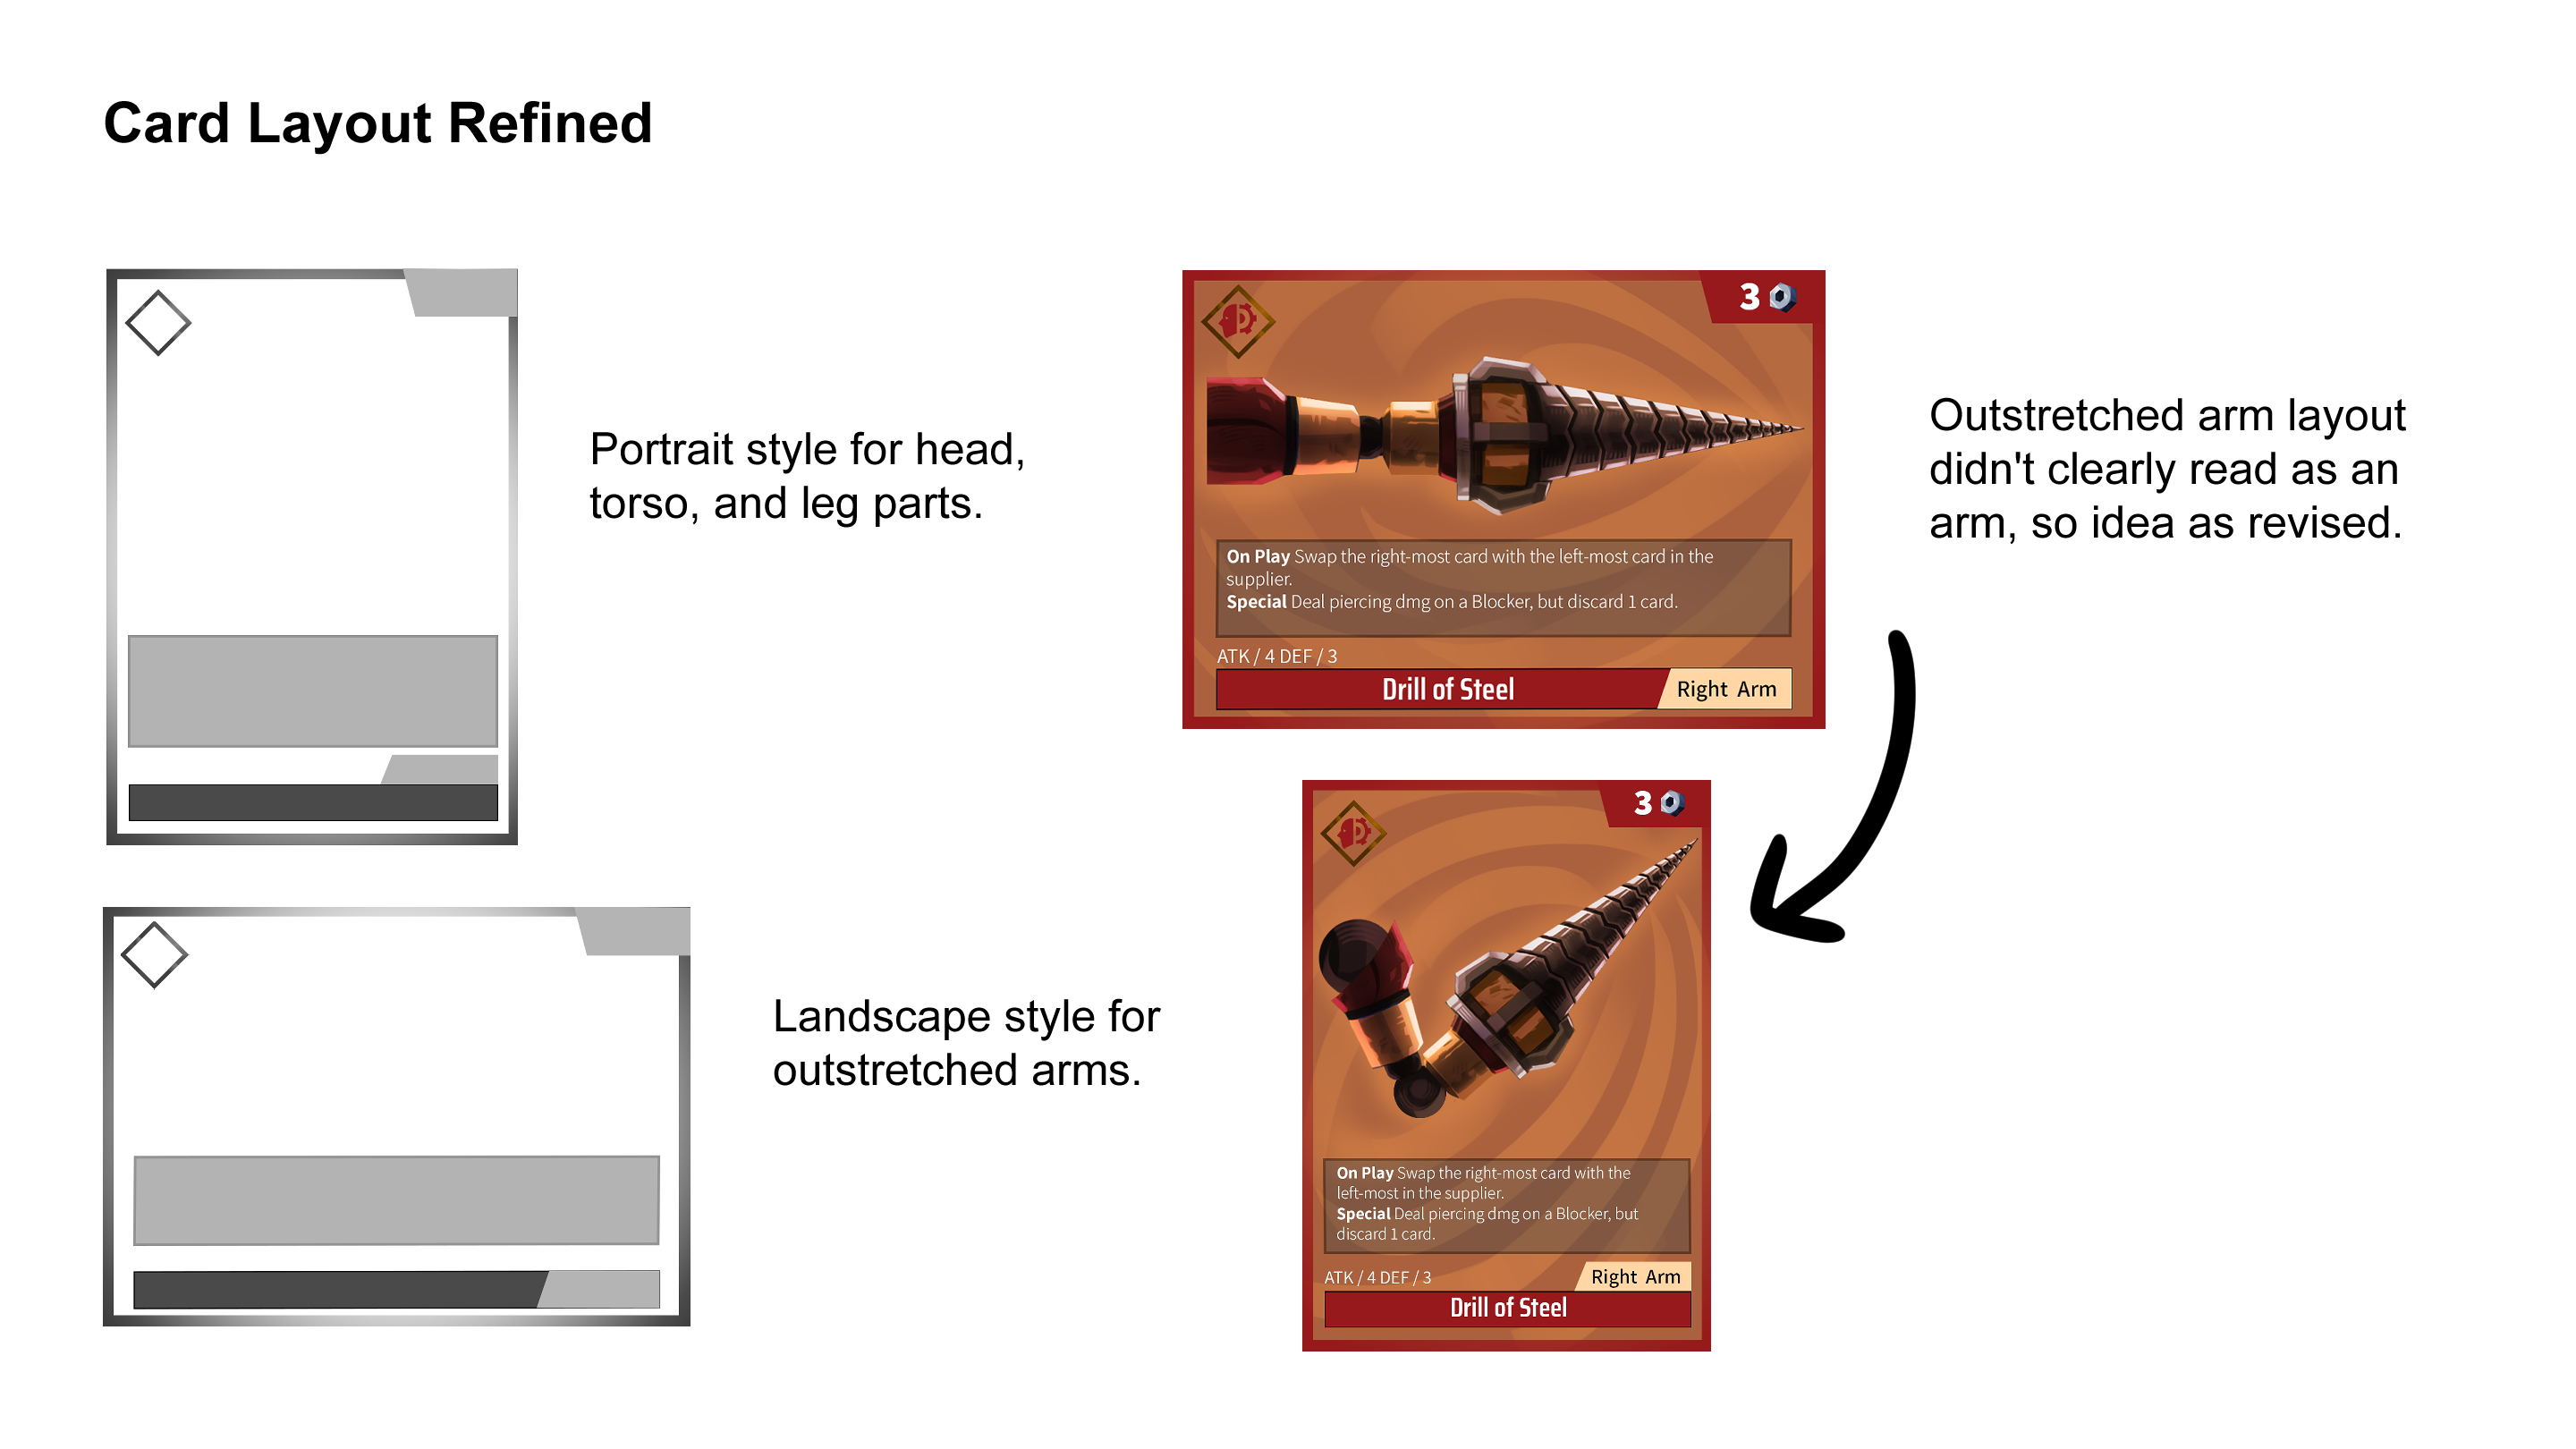 Card Layout Refined
Portrait style for head,
torso, and leg parts.
Landscape style for
outstretched arms.
3
On Play Swap the right-most card with the left-most card in the
supplier.
Special Deal piercing dmg on a Blocker, but discard 1 card.
ATK / 4 DEF / 3
Drill of Steel
Right Arm
Outstretched arm layout
didn't clearly read as an
arm, so idea as revised.
3
On Play Swap the right-most card with the
left-most in the supplier.
Special Deal piercing dmg on a Blocker, but
discard 1 card.
ATK / 4 DEF / 3
Right Arm
Drill of Steel